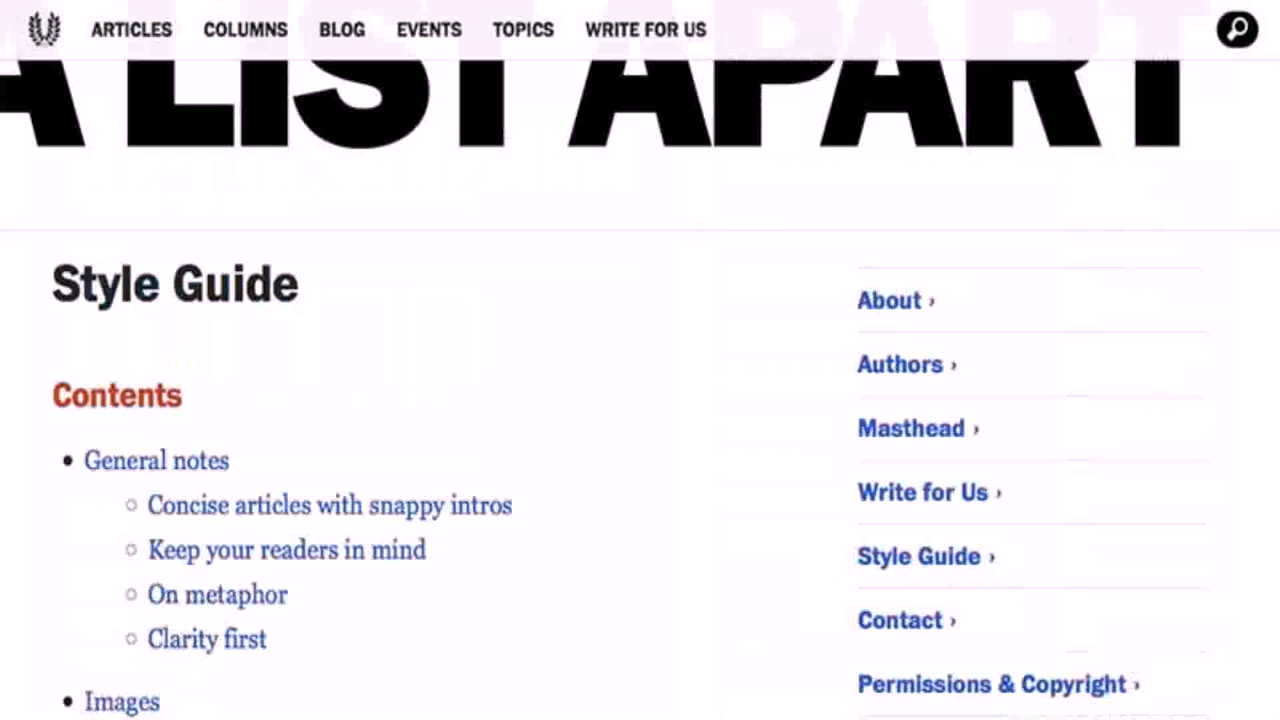 ARTICLES COLUMNS BLOG EVENTS TOPICS WRITE FOR US
A LIST APART
Style Guide
Contents
• General notes
○ Concise articles with snappy intros
○ Keep your readers in mind
○ On metaphor
○ Clarity first
• Images
About ›
Authors ›
Masthead ›
Write for Us ›
Style Guide ›
Contact ›
Permissions & Copyright ›